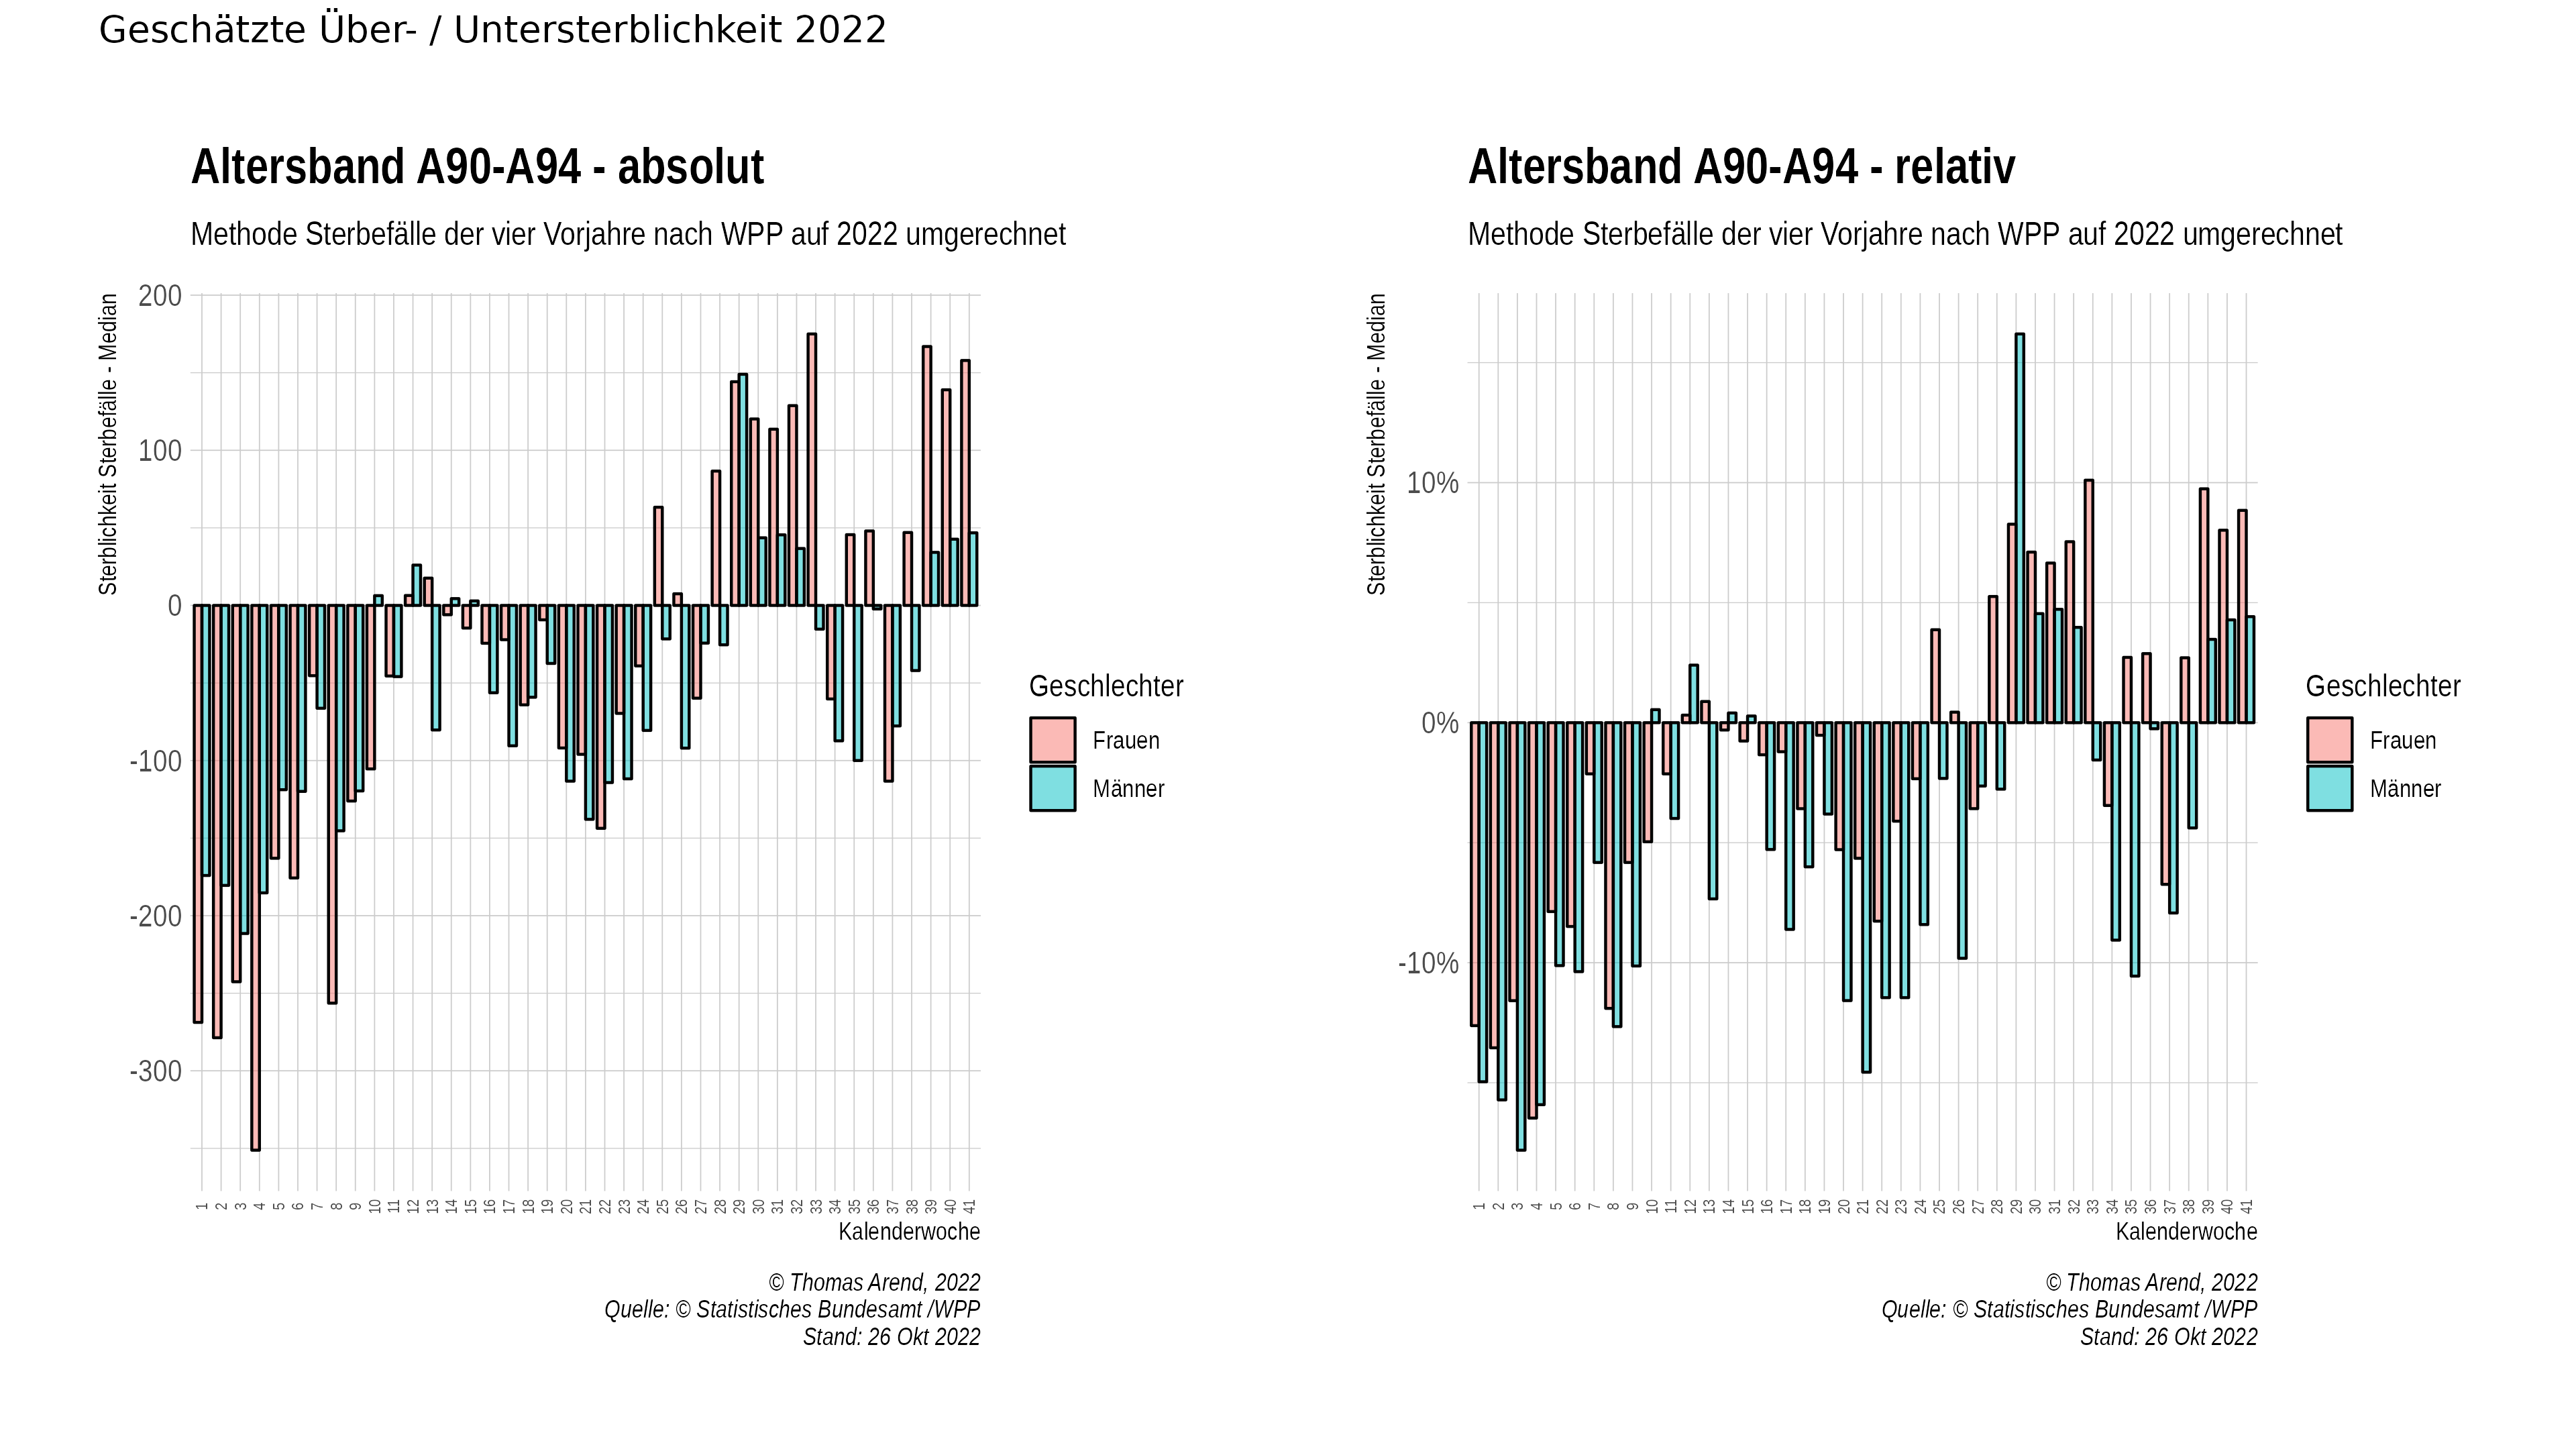 Geschätzte Über- / Untersterblichkeit 2022
Altersband A90-A94 - absolut
Methode Sterbefälle der vier Vorjahre nach WPP auf 2022 umgerechnet
Sterblichkeit Sterbefälle - Median
200
100
0
-100
-200
-300
1 2 3 4 5 6 7 8 9 10 11 12 13 14 15 16 17 18 19 20 21 22 23 24 25 26 27 28 29 30 31 32 33 34 35 36 37 38 39 40 41
Kalenderwoche
Geschlechter
Frauen
Männer
© Thomas Arend, 2022
Quelle: © Statistisches Bundesamt /WPP
Stand: 26 Okt 2022
Altersband A90-A94 - relativ
Methode Sterbefälle der vier Vorjahre nach WPP auf 2022 umgerechnet
Sterblichkeit Sterbefälle - Median
10%
0%
-10%
1 2 3 4 5 6 7 8 9 10 11 12 13 14 15 16 17 18 19 20 21 22 23 24 25 26 27 28 29 30 31 32 33 34 35 36 37 38 39 40 41
Kalenderwoche
Geschlechter
Frauen
Männer
© Thomas Arend, 2022
Quelle: © Statistisches Bundesamt /WPP
Stand: 26 Okt 2022